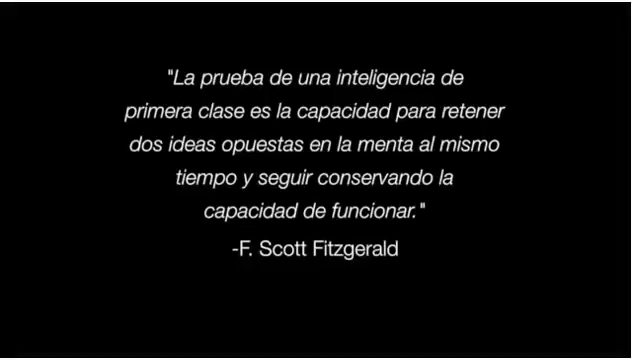 "La prueba de una inteligencia de
primera clase es la capacidad para retener
dos ideas opuestas en la menta al mismo
tiempo y seguir conservando la
capacidad de funcionar."
-F. Scott Fitzgerald